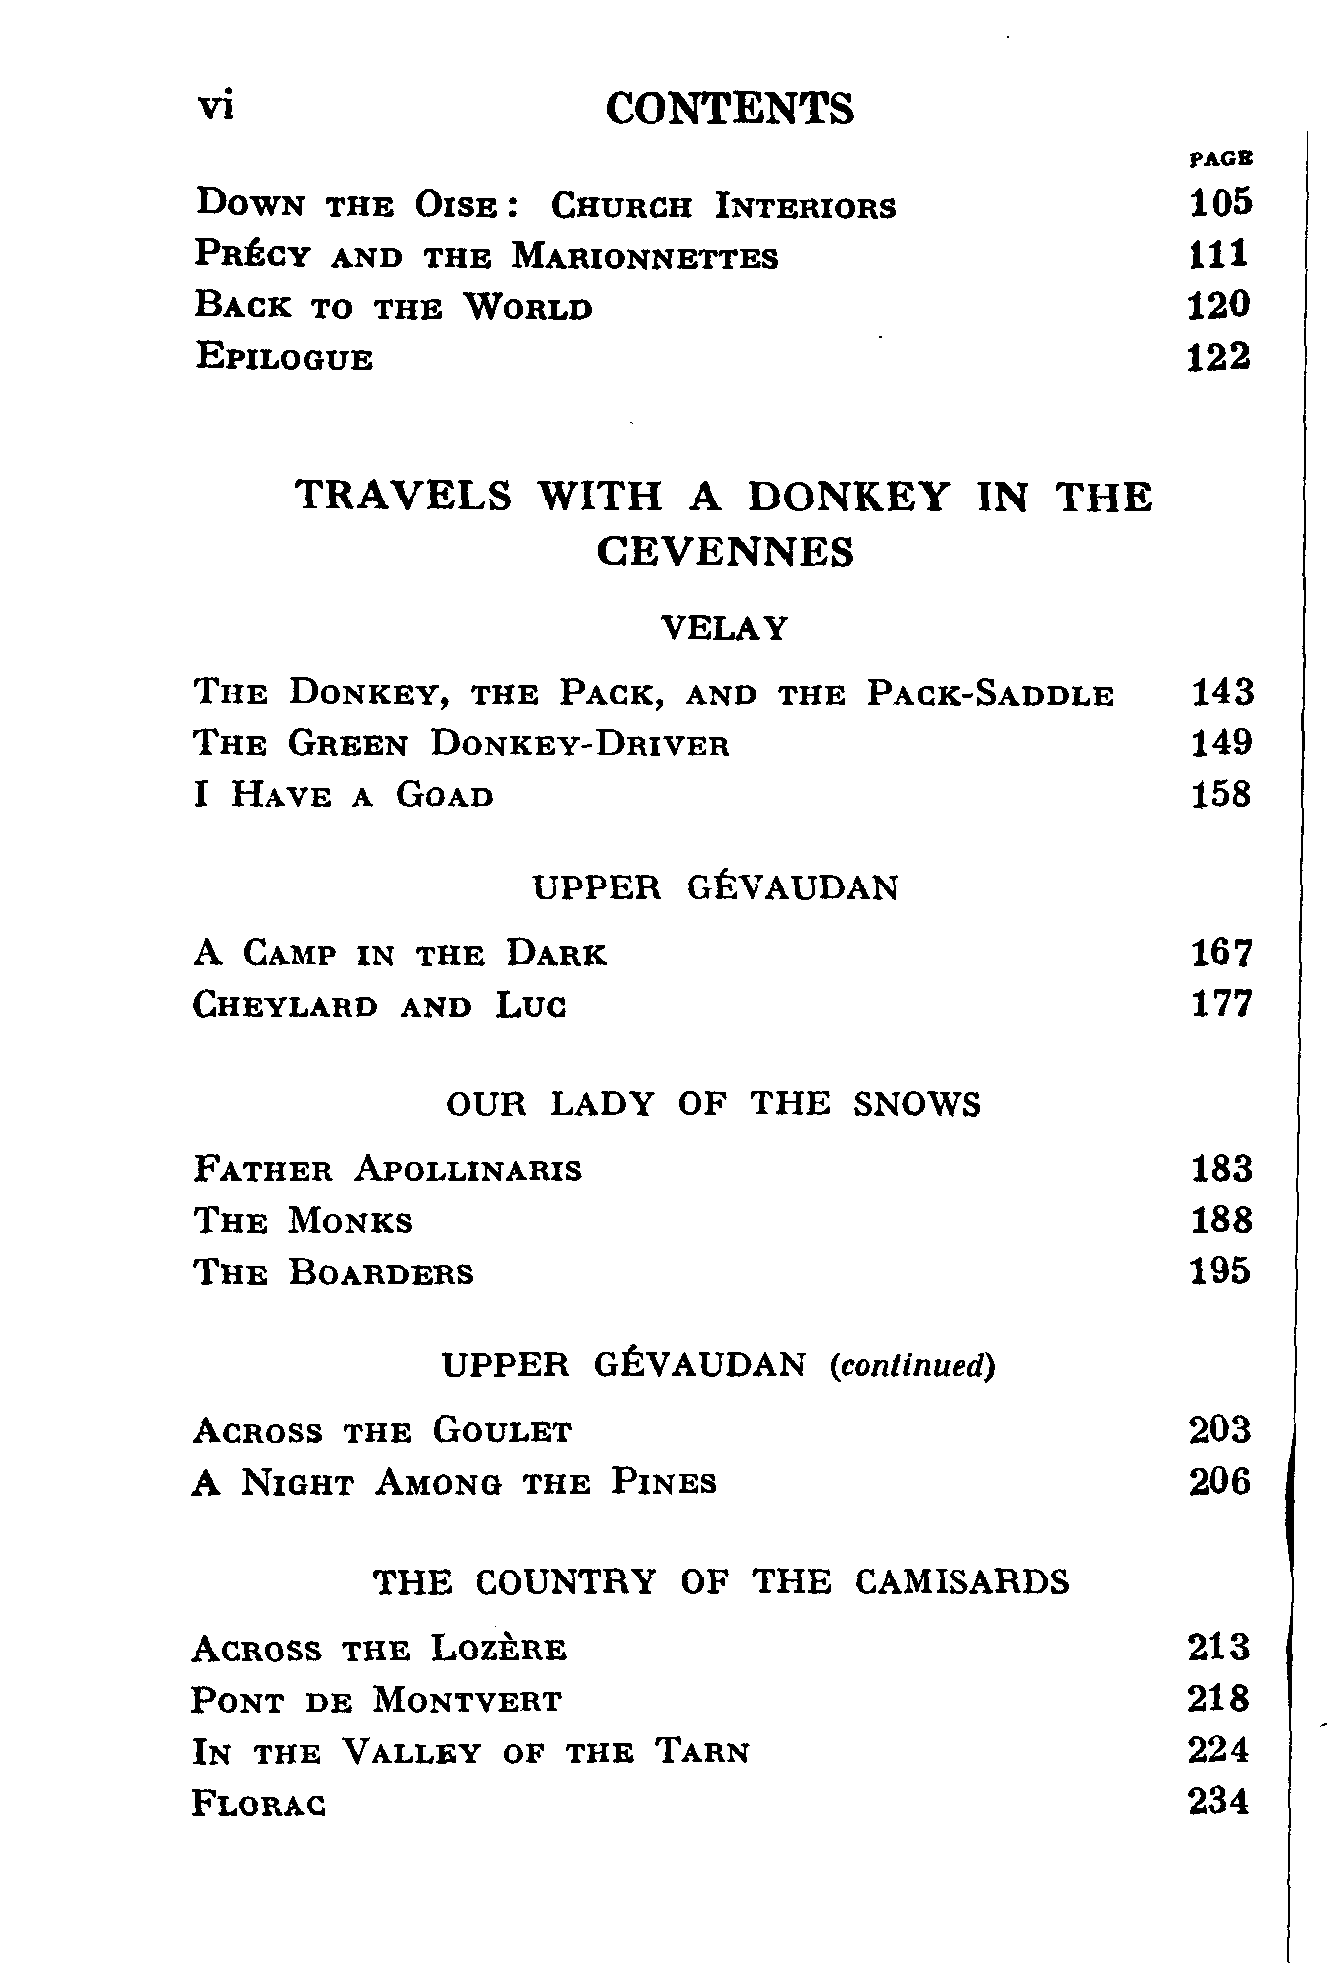 vi CONTENTS
PAGE
Down the Oise: Church Interiors 105
Précy and the Marionnettes 111
Back to the World 120
Epilogue 122
TRAVELS WITH A DONKEY IN THE
CEVENNES
VELAY
The Donkey, the Pack, and the Pack-Saddle 143
The Green Donkey-Driver 149
I Have a Goad 158
UPPER GÉVAUDAN
A Camp in the Dark 167
Cheylard and Luc 177
OUR LADY OF THE SNOWS
Father Apollinaris 183
The Monks 188
The Boarders 195
UPPER GÉVAUDAN (continued)
Across the Goulet 203
A Night Among the Pines 206
THE COUNTRY OF THE CAMISARDS
Across the Lozère 213
Pont de Montvert 218
In the Valley of the Tarn 224
Florac 234